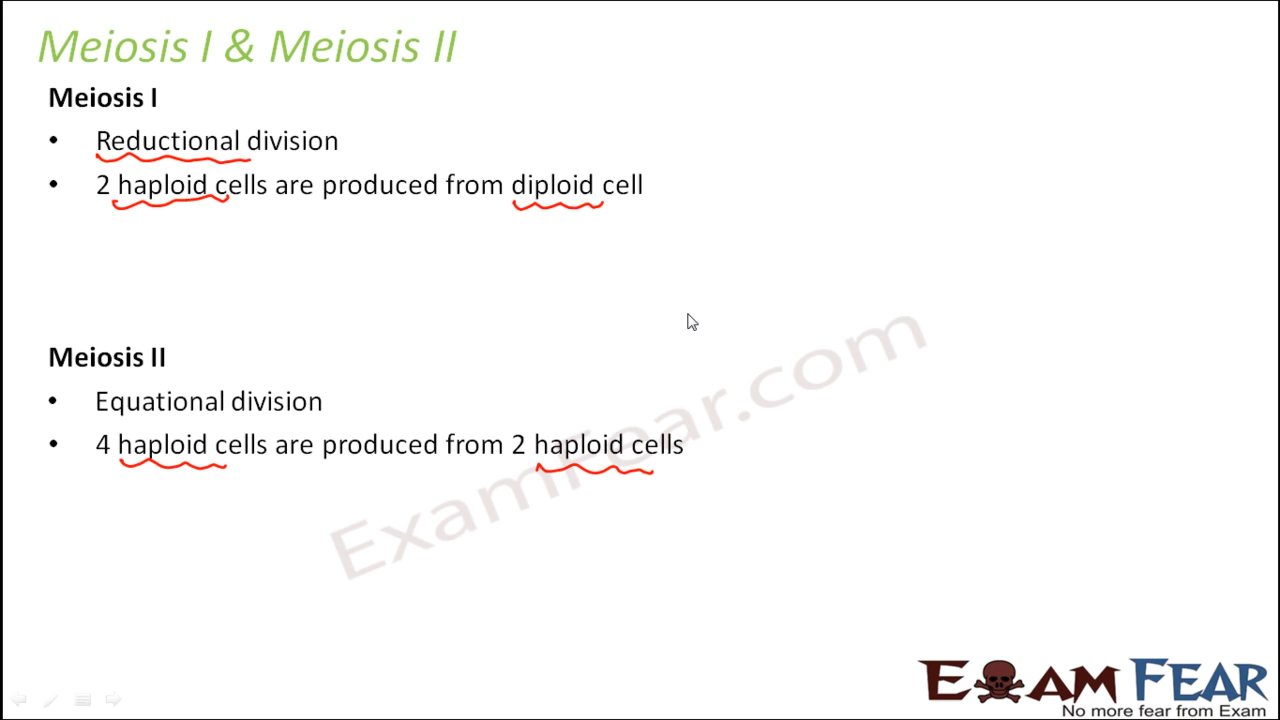 Meiosis I & Meiosis II
Meiosis I
• Reductional division
• 2 haploid cells are produced from diploid cell
Meiosis II
• Equational division
• 4 haploid cells are produced from 2 haploid cells
ExamFear.com
EXAM FEAR
No more fear from Exam